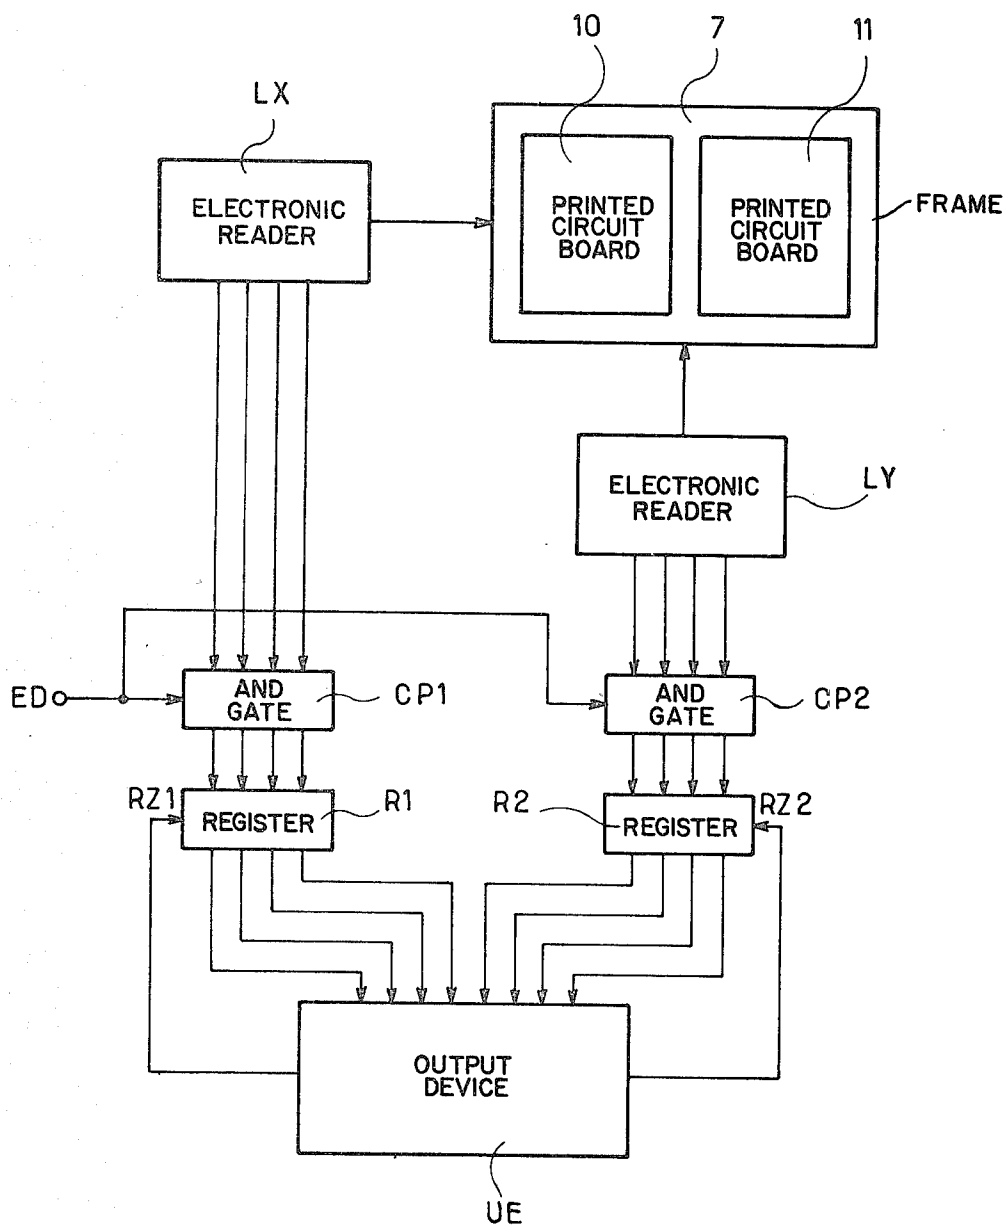 10
7
11
LX
ELECTRONIC
READER
PRINTED
CIRCUIT
BOARD
PRINTED
CIRCUIT
BOARD
FRAME
ELECTRONIC
READER
LY
ED
AND
GATE
CP1
AND
GATE
CP2
RZ1
REGISTER
R1
R2
REGISTER
RZ2
OUTPUT
DEVICE
UE